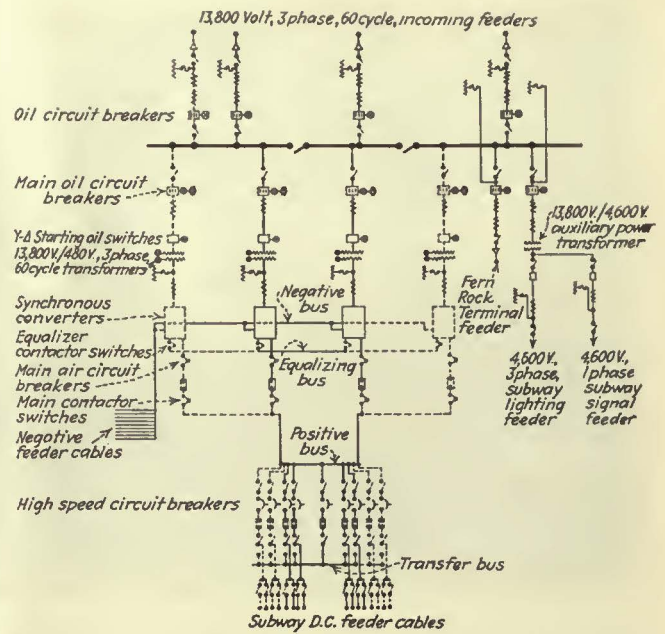 13,800 Volt, 3 phase, 60 cycle, incoming feeders
Oil circuit breakers
Main oil circuit
breakers
Y-Δ Starting oil switches
13,800V./480V., 3 phase,
60 cycle transformers
13,800V./4,600V.
auxiliary power
transformer
Synchronous
converters
Negative
bus
Fern
Rock
Terminal
feeder
Equalizer
contactor switches
Equalizing
bus
Main air circuit
breakers
Main contactor
switches
Negative
feeder cables
4,600V.,
3 phase,
subway
lighting
feeder
4,600V.,
1 phase
subway
signal
feeder
Positive
bus
High speed circuit breakers
Transfer bus
Subway D.C. feeder cables